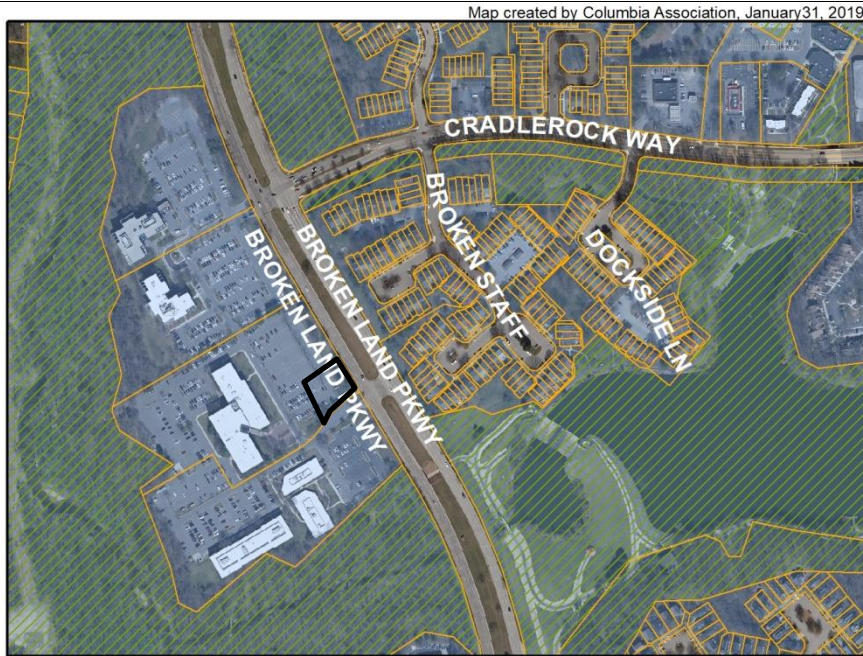 Map created by Columbia Association, January31, 2019
CRADLEROCK WAY
BROKEN LAND PKWY
BROKEN LAND PKWY
BROKEN STAFF
DOCKSIDE LN